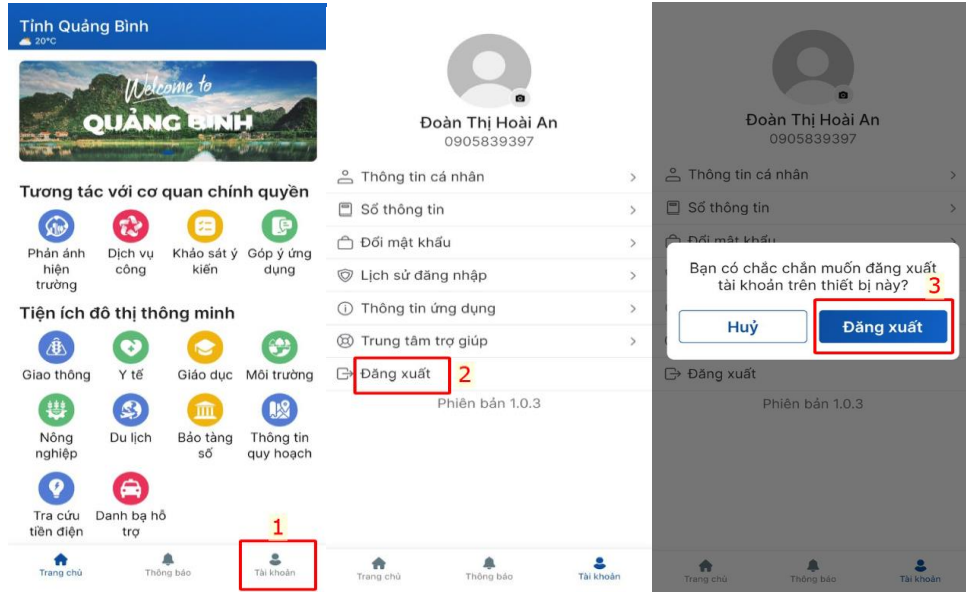 Tỉnh Quảng Bình
20°C
Welcome to
QUẢNG BÌNH
Tương tác với cơ quan chính quyền
Phản ánh
hiện
trường
Dịch vụ
công
Khảo sát ý
kiến
Góp ý ứng
dụng
Tiện ích đô thị thông minh
Giao thông
Y tế
Giáo dục
Môi trường
Nông
nghiệp
Du lịch
Bảo tàng
số
Thông tin
quy hoạch
Tra cứu
tiền điện
Danh bạ hỗ
trợ
1
Trang chủ
Thông báo
Tài khoản
Đoàn Thị Hoài An
0905839397
Thông tin cá nhân
Sổ thông tin
Đổi mật khẩu
Lịch sử đăng nhập
Thông tin ứng dụng
Trung tâm trợ giúp
Đăng xuất
2
Phiên bản 1.0.3
Trang chủ
Thông báo
Tài khoản
Đoàn Thị Hoài An
0905839397
Thông tin cá nhân
Sổ thông tin
Đổi mật khẩu
Bạn có chắc chắn muốn đăng xuất
tài khoản trên thiết bị này?
3
Huỷ
Đăng xuất
Đăng xuất
Phiên bản 1.0.3
Trang chủ
Thông báo
Tài khoản